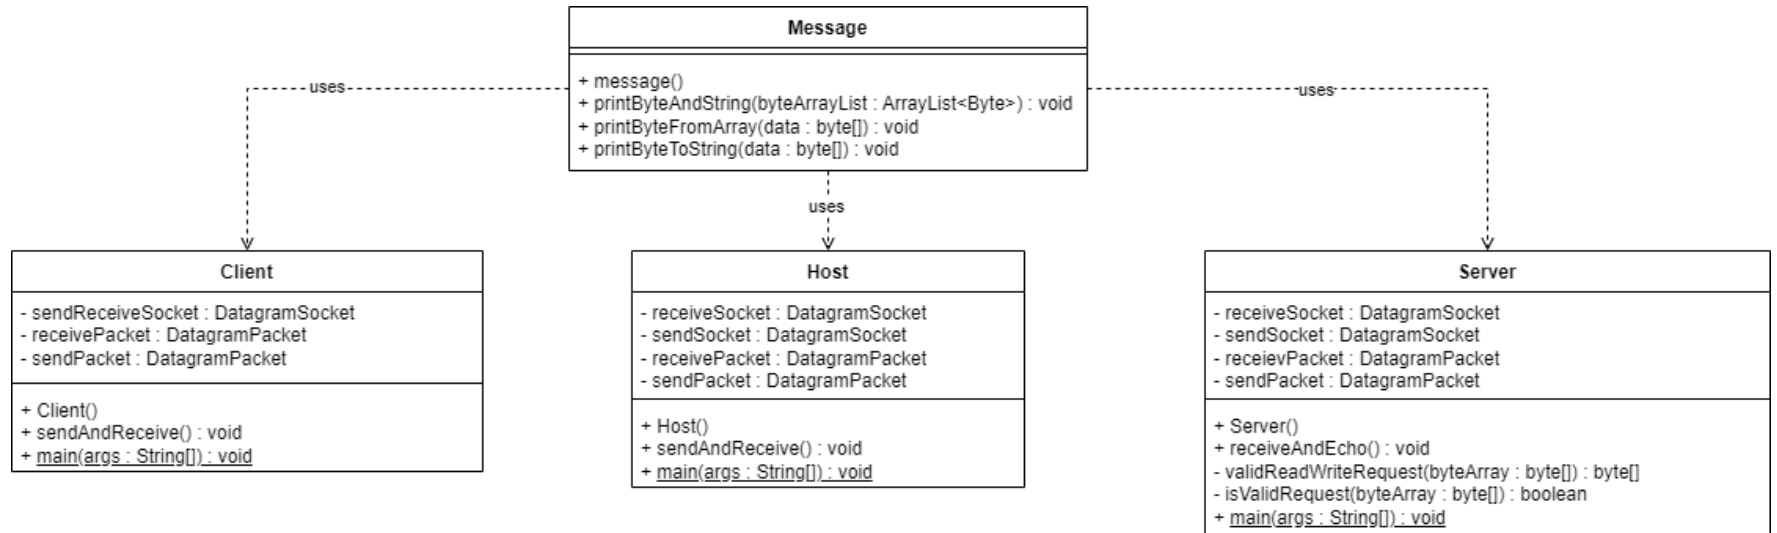 Message
+ message()
+ printByteAndString(byteArrayList : ArrayList<Byte>) : void
+ printByteFromArray(data : byte[]) : void
+ printByteToString(data : byte[]) : void
uses
uses
uses
Client
- sendReceiveSocket : DatagramSocket
- receivePacket : DatagramPacket
- sendPacket : DatagramPacket
+ Client()
+ sendAndReceive() : void
+ main(args : String[]) : void
Host
- receiveSocket : DatagramSocket
- sendSocket : DatagramSocket
- receivePacket : DatagramPacket
- sendPacket : DatagramPacket
+ Host()
+ sendAndReceive() : void
+ main(args : String[]) : void
Server
- receiveSocket : DatagramSocket
- sendSocket : DatagramSocket
- receievPacket : DatagramPacket
- sendPacket : DatagramPacket
+ Server()
+ receiveAndEcho() : void
- validReadWriteRequest(byteArray : byte[]) : byte[]
- isValidRequest(byteArray : byte[]) : boolean
+ main(args : String[]) : void